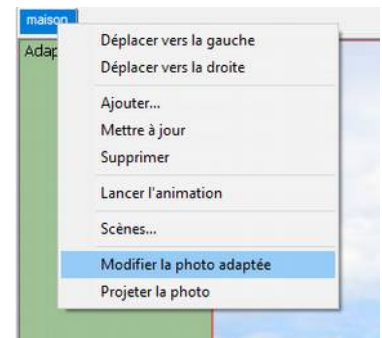 maison
Adap
Déplacer vers la gauche
Déplacer vers la droite
Ajouter...
Mettre à jour
Supprimer
Lancer l'animation
Scènes...
Modifier la photo adaptée
Projeter la photo